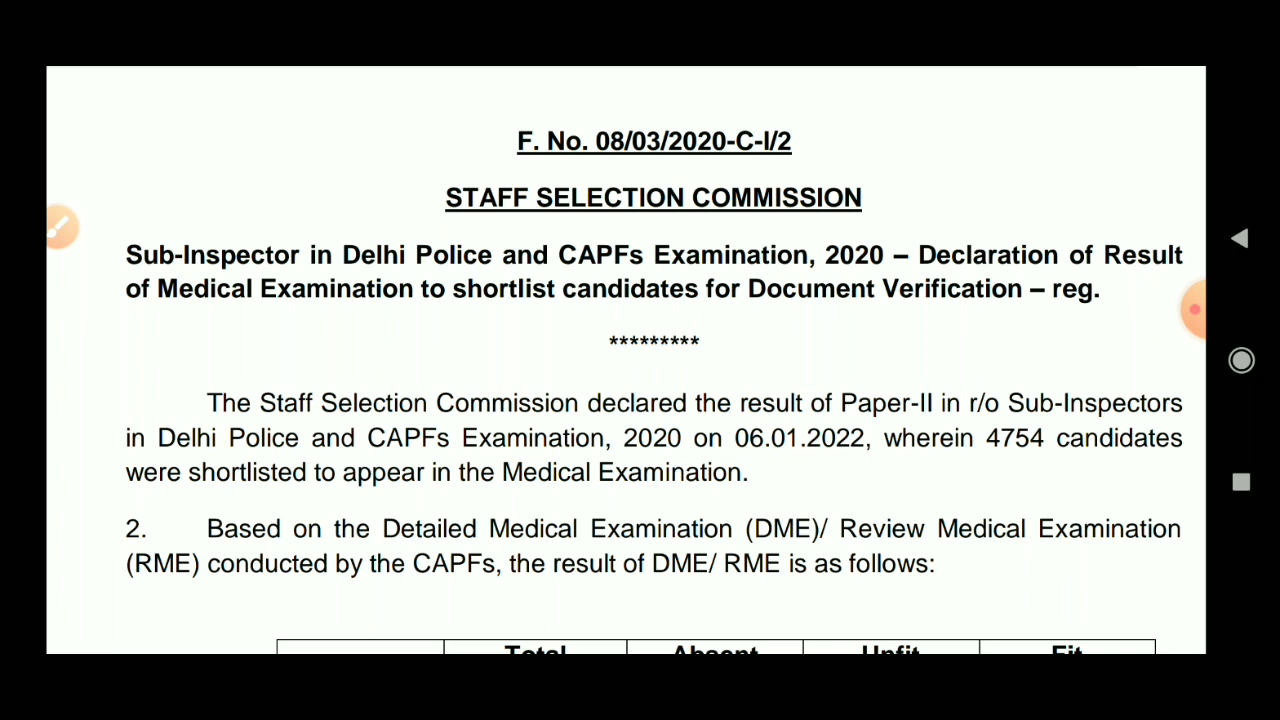 F. No. 08/03/2020-C-I/2
STAFF SELECTION COMMISSION
Sub-Inspector in Delhi Police and CAPFs Examination, 2020 – Declaration of Result
of Medical Examination to shortlist candidates for Document Verification – reg.
*********
The Staff Selection Commission declared the result of Paper-II in r/o Sub-Inspectors
in Delhi Police and CAPFs Examination, 2020 on 06.01.2022, wherein 4754 candidates
were shortlisted to appear in the Medical Examination.
2. Based on the Detailed Medical Examination (DME)/ Review Medical Examination
(RME) conducted by the CAPFs, the result of DME/ RME is as follows:
Total Absent Unfit Fit